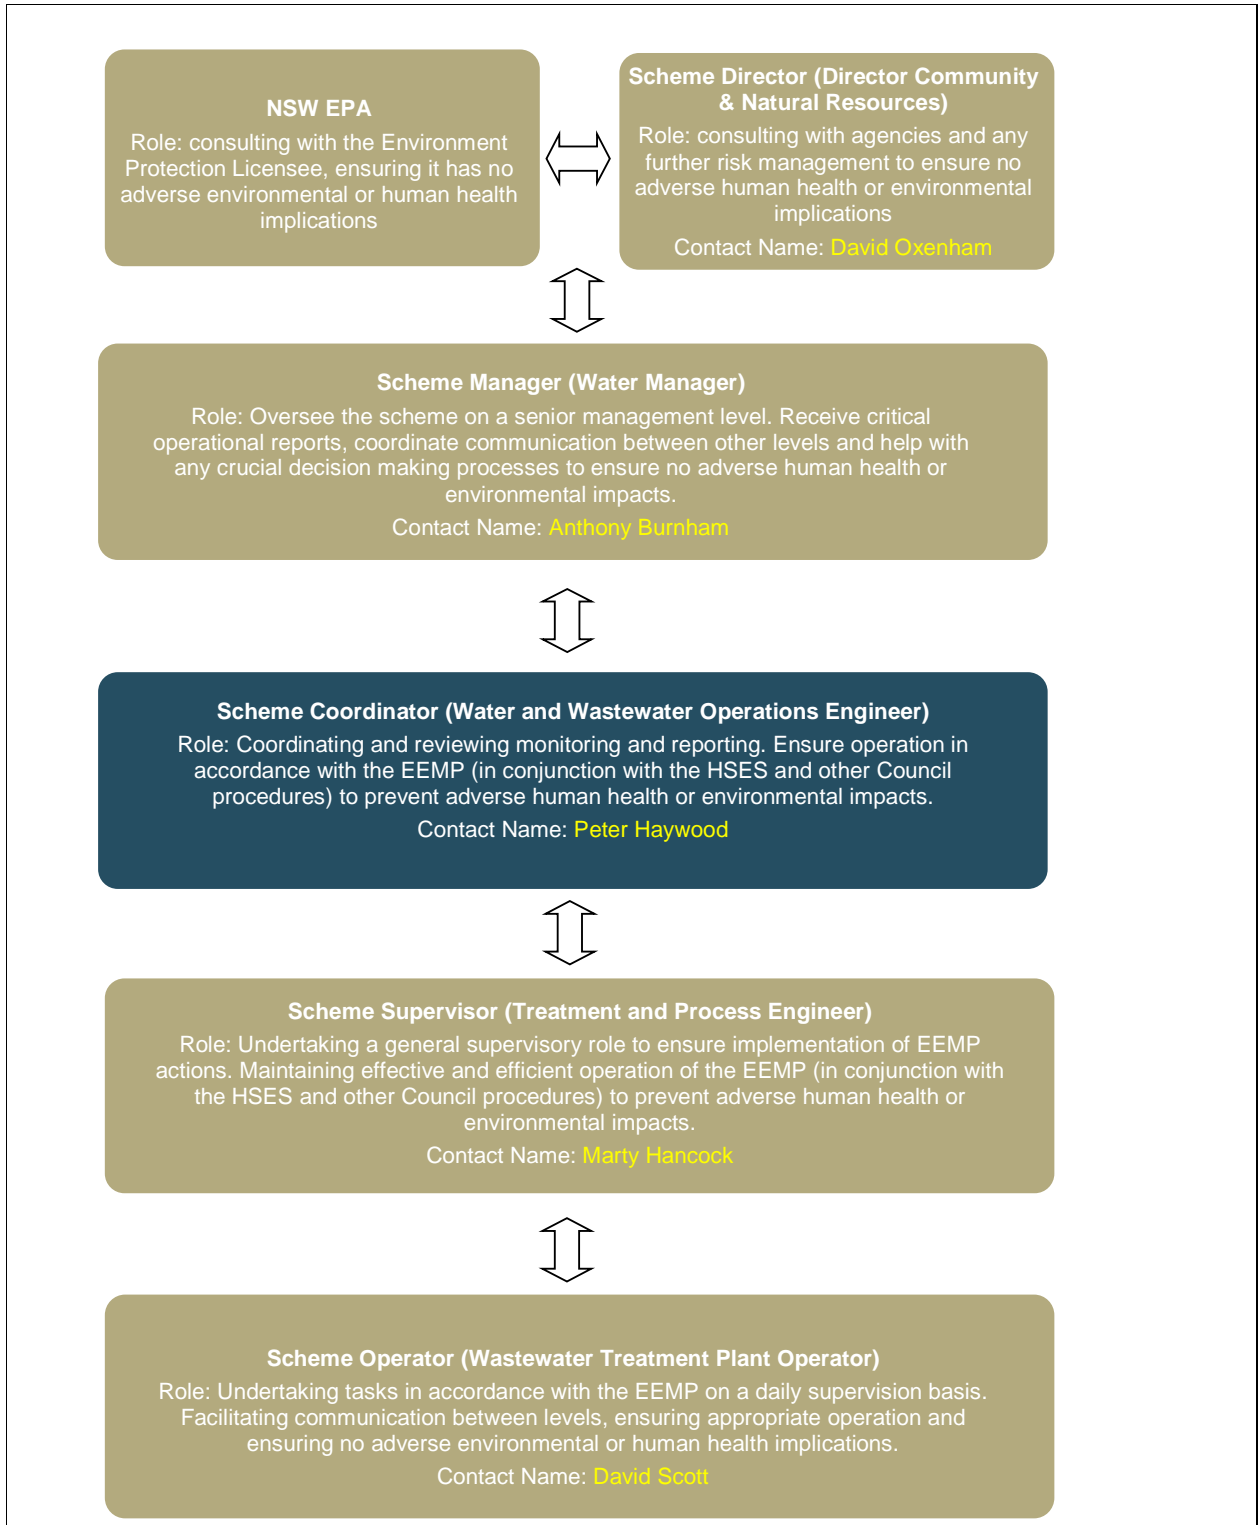 NSW EPA
Role: consulting with the Environment
Protection Licensee, ensuring it has no
adverse environmental or human health
implications
Scheme Director (Director Community
& Natural Resources)
Role: consulting with agencies and any
further risk management to ensure no
adverse human health or environmental
implications
Contact Name: David Oxenham
Scheme Manager (Water Manager)
Role: Oversee the scheme on a senior management level. Receive critical
operational reports, coordinate communication between other levels and help with
any crucial decision making processes to ensure no adverse human health or
environmental impacts.
Contact Name: Anthony Burnham
Scheme Coordinator (Water and Wastewater Operations Engineer)
Role: Coordinating and reviewing monitoring and reporting. Ensure operation in
accordance with the EEMP (in conjunction with the HSES and other Council
procedures) to prevent adverse human health or environmental impacts.
Contact Name: Peter Haywood
Scheme Supervisor (Treatment and Process Engineer)
Role: Undertaking a general supervisory role to ensure implementation of EEMP
actions. Maintaining effective and efficient operation of the EEMP (in conjunction with
the HSES and other Council procedures) to prevent adverse human health or
environmental impacts.
Contact Name: Marty Hancock
Scheme Operator (Wastewater Treatment Plant Operator)
Role: Undertaking tasks in accordance with the EEMP on a daily supervision basis.
Facilitating communication between levels, ensuring appropriate operation and
ensuring no adverse environmental or human health implications.
Contact Name: David Scott